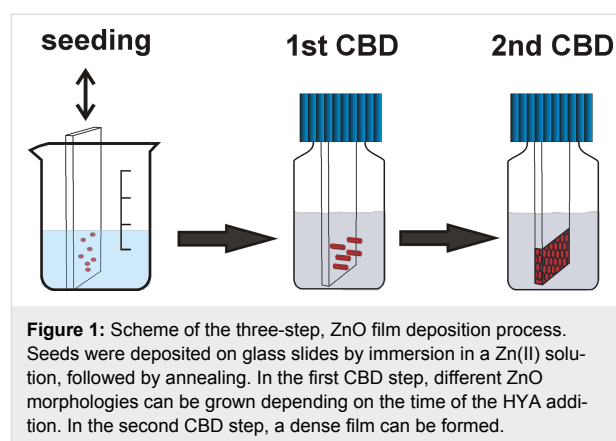 seeding
1st CBD
2nd CBD
Figure 1: Scheme of the three-step, ZnO film deposition process.
Seeds were deposited on glass slides by immersion in a Zn(II) solu-
tion, followed by annealing. In the first CBD step, different ZnO
morphologies can be grown depending on the time of the HYA addi-
tion. In the second CBD step, a dense film can be formed.